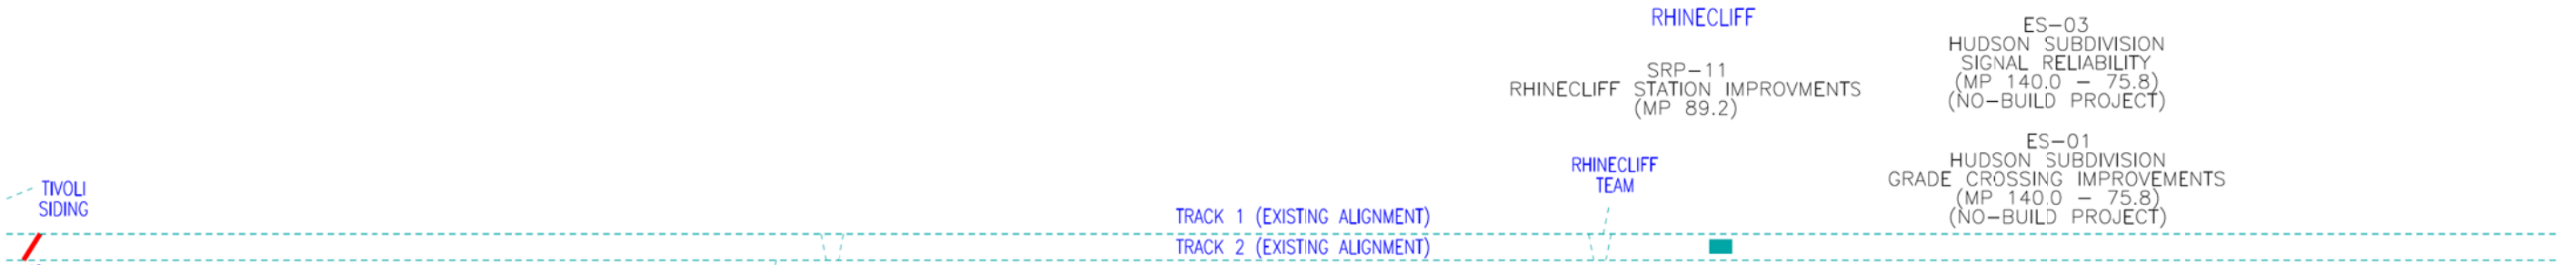 RHINECLIFF
SRP-11
RHINECLIFF STATION IMPROVMENTS
(MP 89.2)
ES-03
HUDSON SUBDIVISION
SIGNAL RELIABILITY
(MP 140.0 - 75.8)
(NO-BUILD PROJECT)
ES-01
HUDSON SUBDIVISION
GRADE CROSSING IMPROVEMENTS
(MP 140.0 - 75.8)
(NO-BUILD PROJECT)
TIVOLI
SIDING
RHINECLIFF
TEAM
TRACK 1 (EXISTING ALIGNMENT)
TRACK 2 (EXISTING ALIGNMENT)